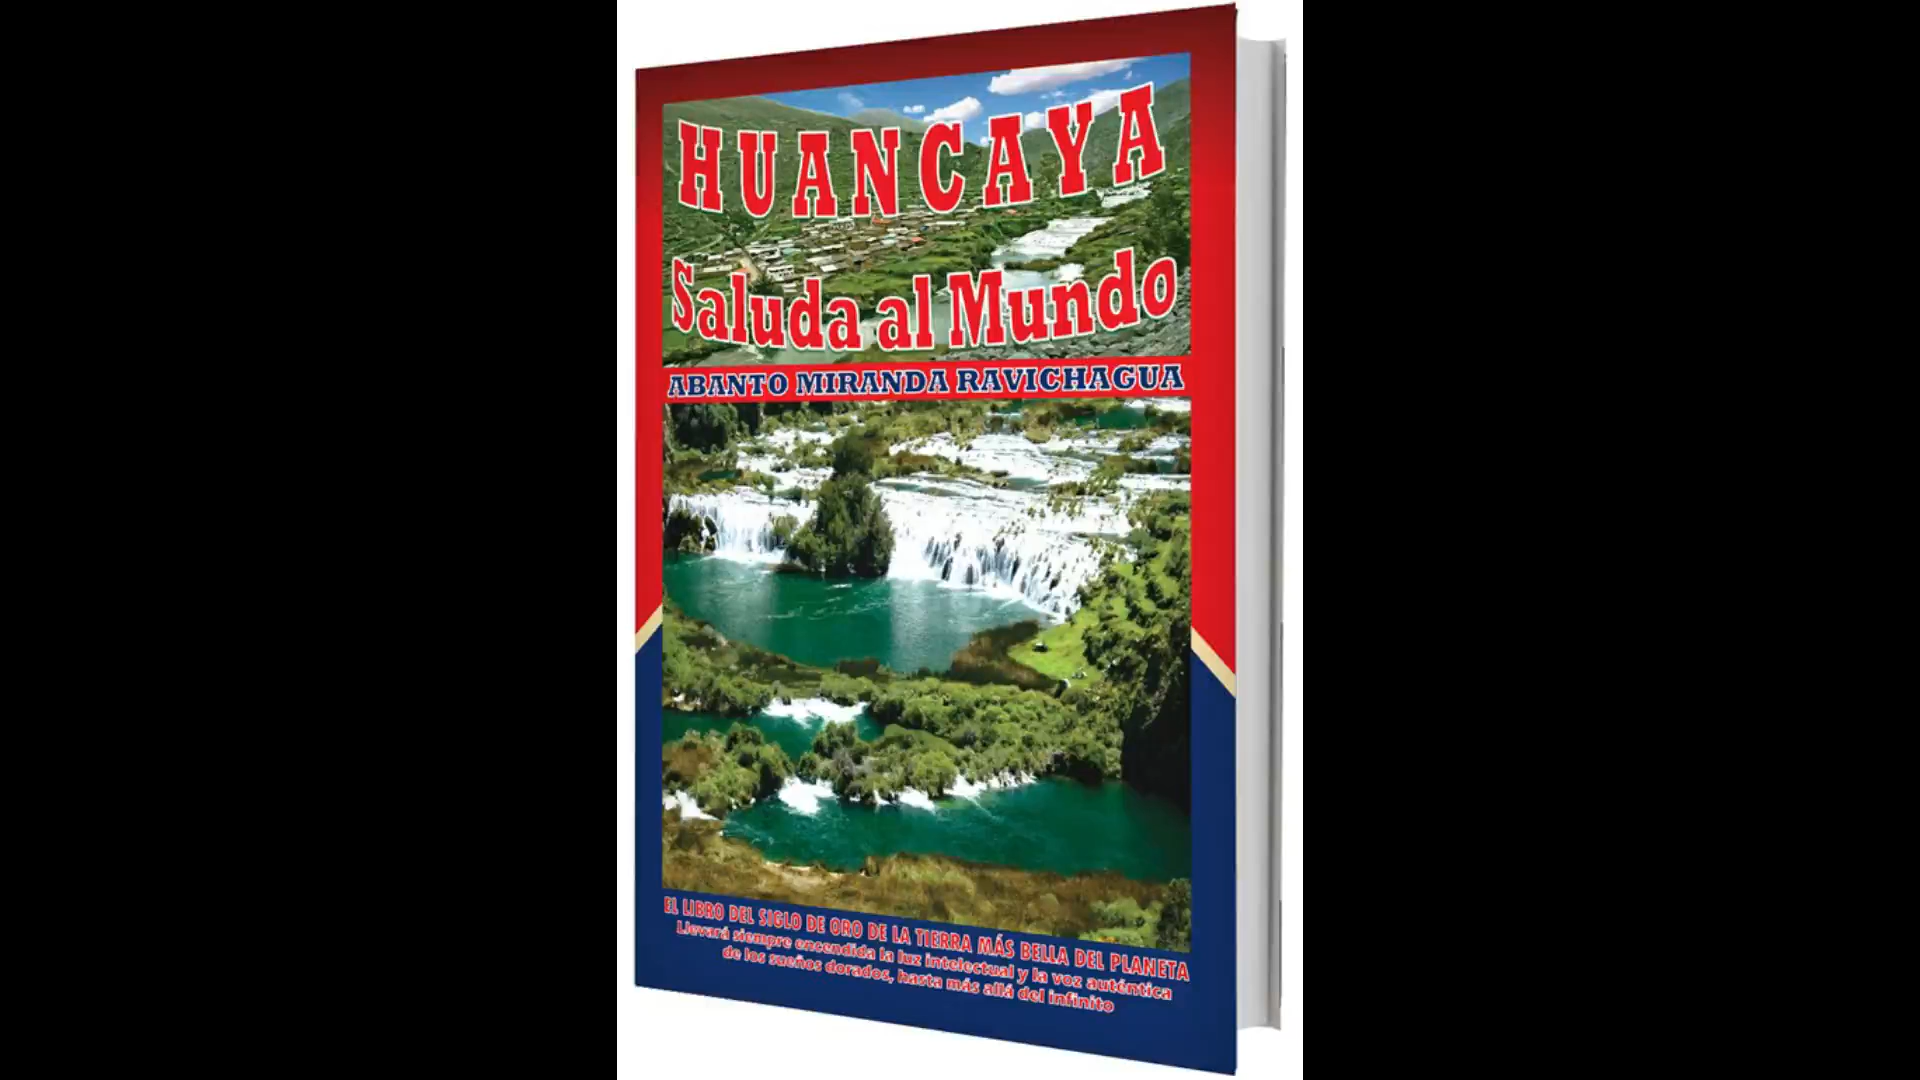 HUANCAYA
Saluda al Mundo
ABANTO MIRANDA RAVICHAGUA
EL LIBRO DEL SIGLO DE ORO DE LA TIERRA MÁS BELLA DEL PLANETA
Llevará siempre encendida la luz intelectual y la voz auténtica
de los sueños dorados, hasta más allá del infinito